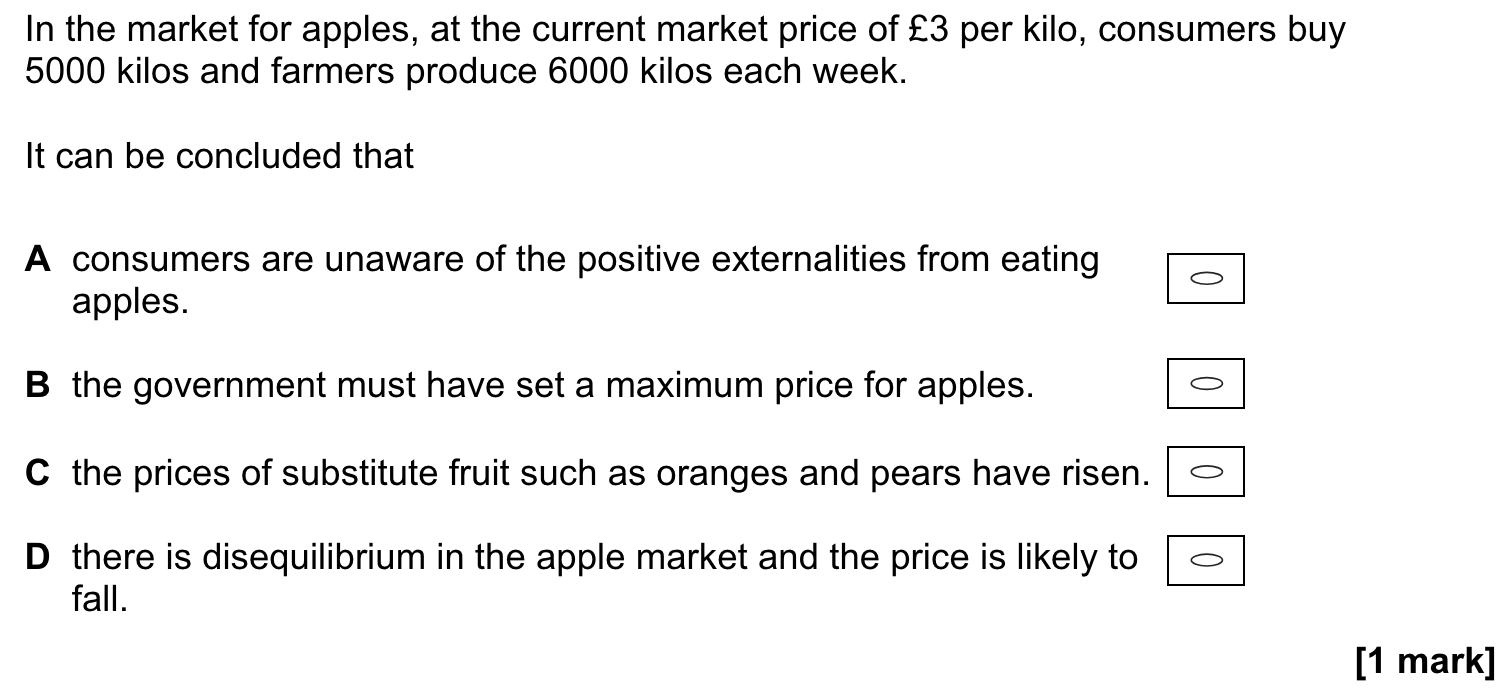 In the market for apples, at the current market price of £3 per kilo, consumers buy
5000 kilos and farmers produce 6000 kilos each week.
It can be concluded that
A consumers are unaware of the positive externalities from eating
apples.
B the government must have set a maximum price for apples.
C the prices of substitute fruit such as oranges and pears have risen.
D there is disequilibrium in the apple market and the price is likely to
fall.
[1 mark]